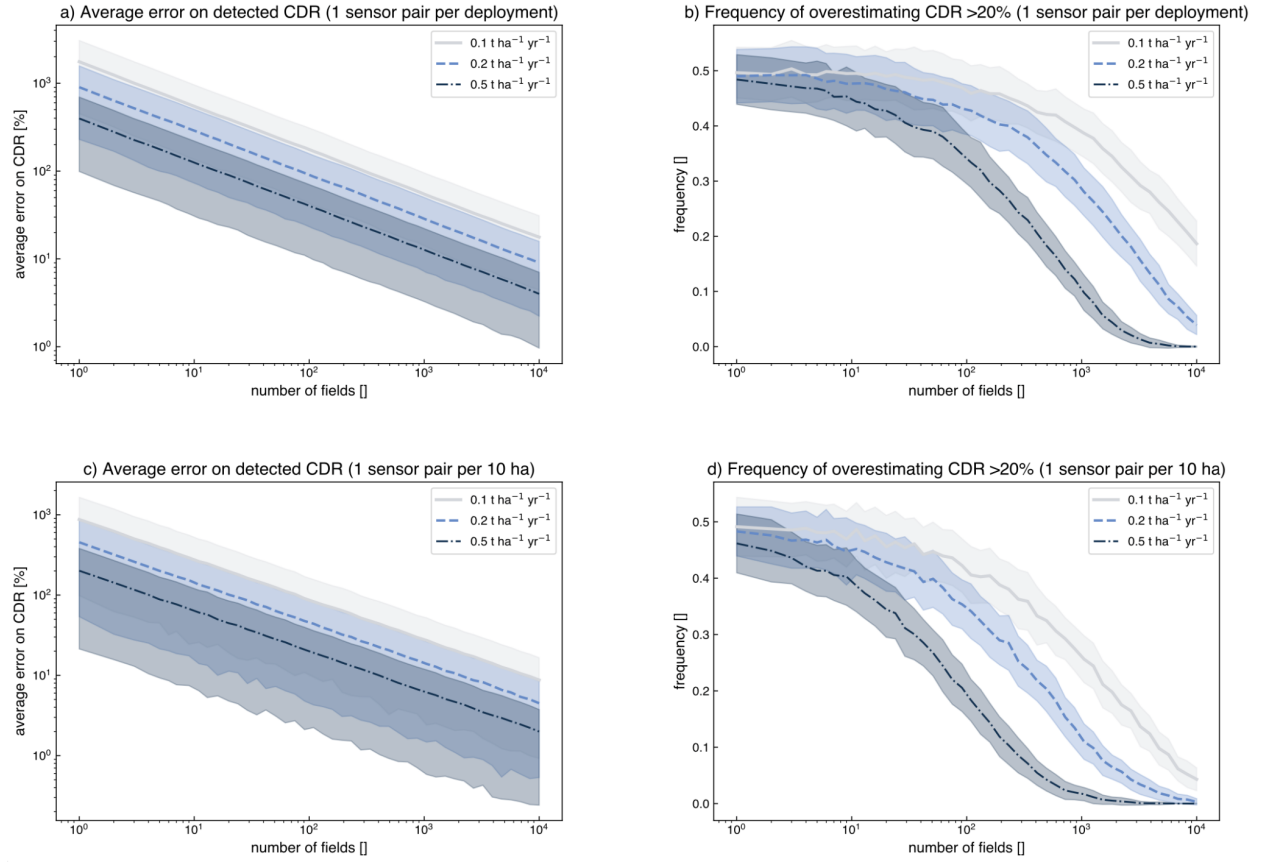 a) Average error on detected CDR (1 sensor pair per deployment)
10³
10²
10¹
10⁰
average error on CDR [%]
0.1 t ha⁻¹ yr⁻¹
0.2 t ha⁻¹ yr⁻¹
0.5 t ha⁻¹ yr⁻¹
10⁰ 10¹ 10² 10³ 10⁴
number of fields []
b) Frequency of overestimating CDR >20% (1 sensor pair per deployment)
0.5
0.4
0.3
0.2
0.1
0.0
frequency []
0.1 t ha⁻¹ yr⁻¹
0.2 t ha⁻¹ yr⁻¹
0.5 t ha⁻¹ yr⁻¹
10⁰ 10¹ 10² 10³ 10⁴
number of fields []
c) Average error on detected CDR (1 sensor pair per 10 ha)
10³
10²
10¹
10⁰
average error on CDR [%]
0.1 t ha⁻¹ yr⁻¹
0.2 t ha⁻¹ yr⁻¹
0.5 t ha⁻¹ yr⁻¹
10⁰ 10¹ 10² 10³ 10⁴
number of fields []
d) Frequency of overestimating CDR >20% (1 sensor pair per 10 ha)
0.5
0.4
0.3
0.2
0.1
0.0
frequency []
0.1 t ha⁻¹ yr⁻¹
0.2 t ha⁻¹ yr⁻¹
0.5 t ha⁻¹ yr⁻¹
10⁰ 10¹ 10² 10³ 10⁴
number of fields []